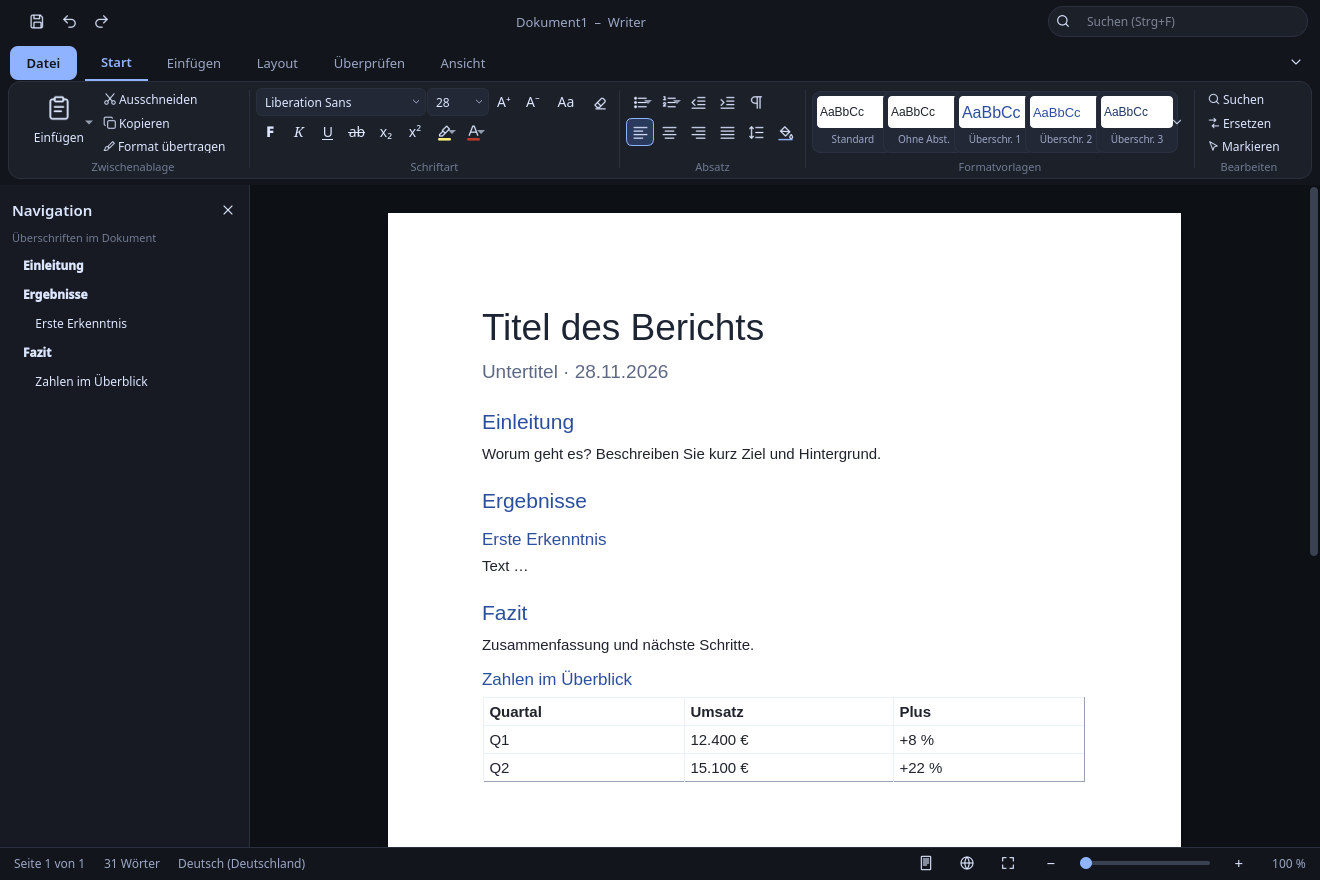 Dokument1 – Writer
Suchen (Strg+F)
Datei Start Einfügen Layout Überprüfen Ansicht
Einfügen
Ausschneiden
Kopieren
Format übertragen
Zwischenablage
Liberation Sans 28 A+ A− Aa
F K U ab x₂ x² A
Schriftart
Absatz
AaBbCc AaBbCc AaBbCc AaBbCc AaBbCc
Standard Ohne Abst. Überschr. 1 Überschr. 2 Überschr. 3
Formatvorlagen
Suchen
Ersetzen
Markieren
Bearbeiten
Navigation
Überschriften im Dokument
Einleitung
Ergebnisse
Erste Erkenntnis
Fazit
Zahlen im Überblick
Titel des Berichts
Untertitel · 28.11.2026
Einleitung
Worum geht es? Beschreiben Sie kurz Ziel und Hintergrund.
Ergebnisse
Erste Erkenntnis
Text …
Fazit
Zusammenfassung und nächste Schritte.
Zahlen im Überblick
Quartal Umsatz Plus
Q1 12.400 € +8 %
Q2 15.100 € +22 %
Seite 1 von 1 31 Wörter Deutsch (Deutschland) − + 100 %